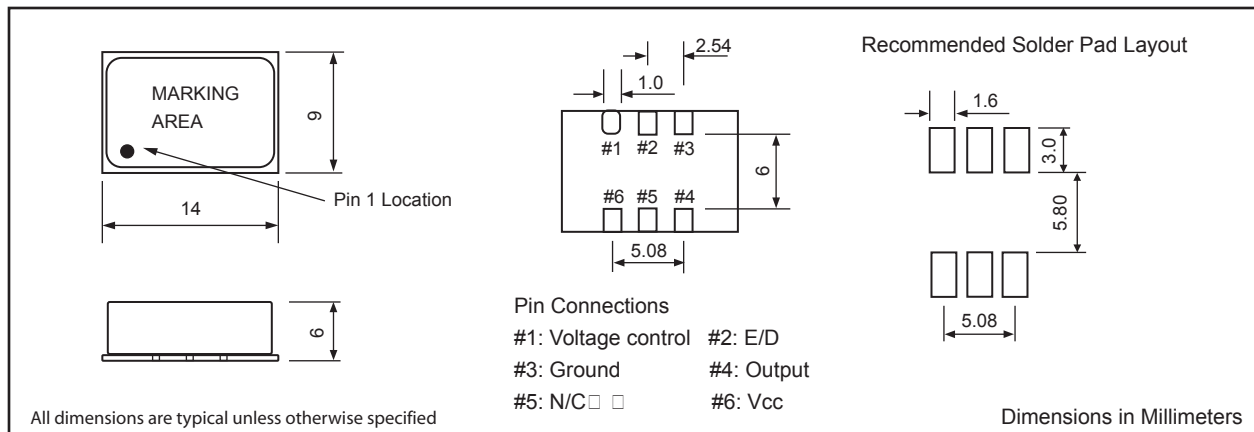 MARKING
AREA
Pin 1 Location
9
14
6
All dimensions are typical unless otherwise specified
2.54
1.0
#1 #2 #3
#6 #5 #4
6
5.08
Pin Connections
#1: Voltage control #2: E/D
#3: Ground #4: Output
#5: N/C□ □ #6: Vcc
Recommended Solder Pad Layout
1.6
3.0
5.80
5.08
Dimensions in Millimeters